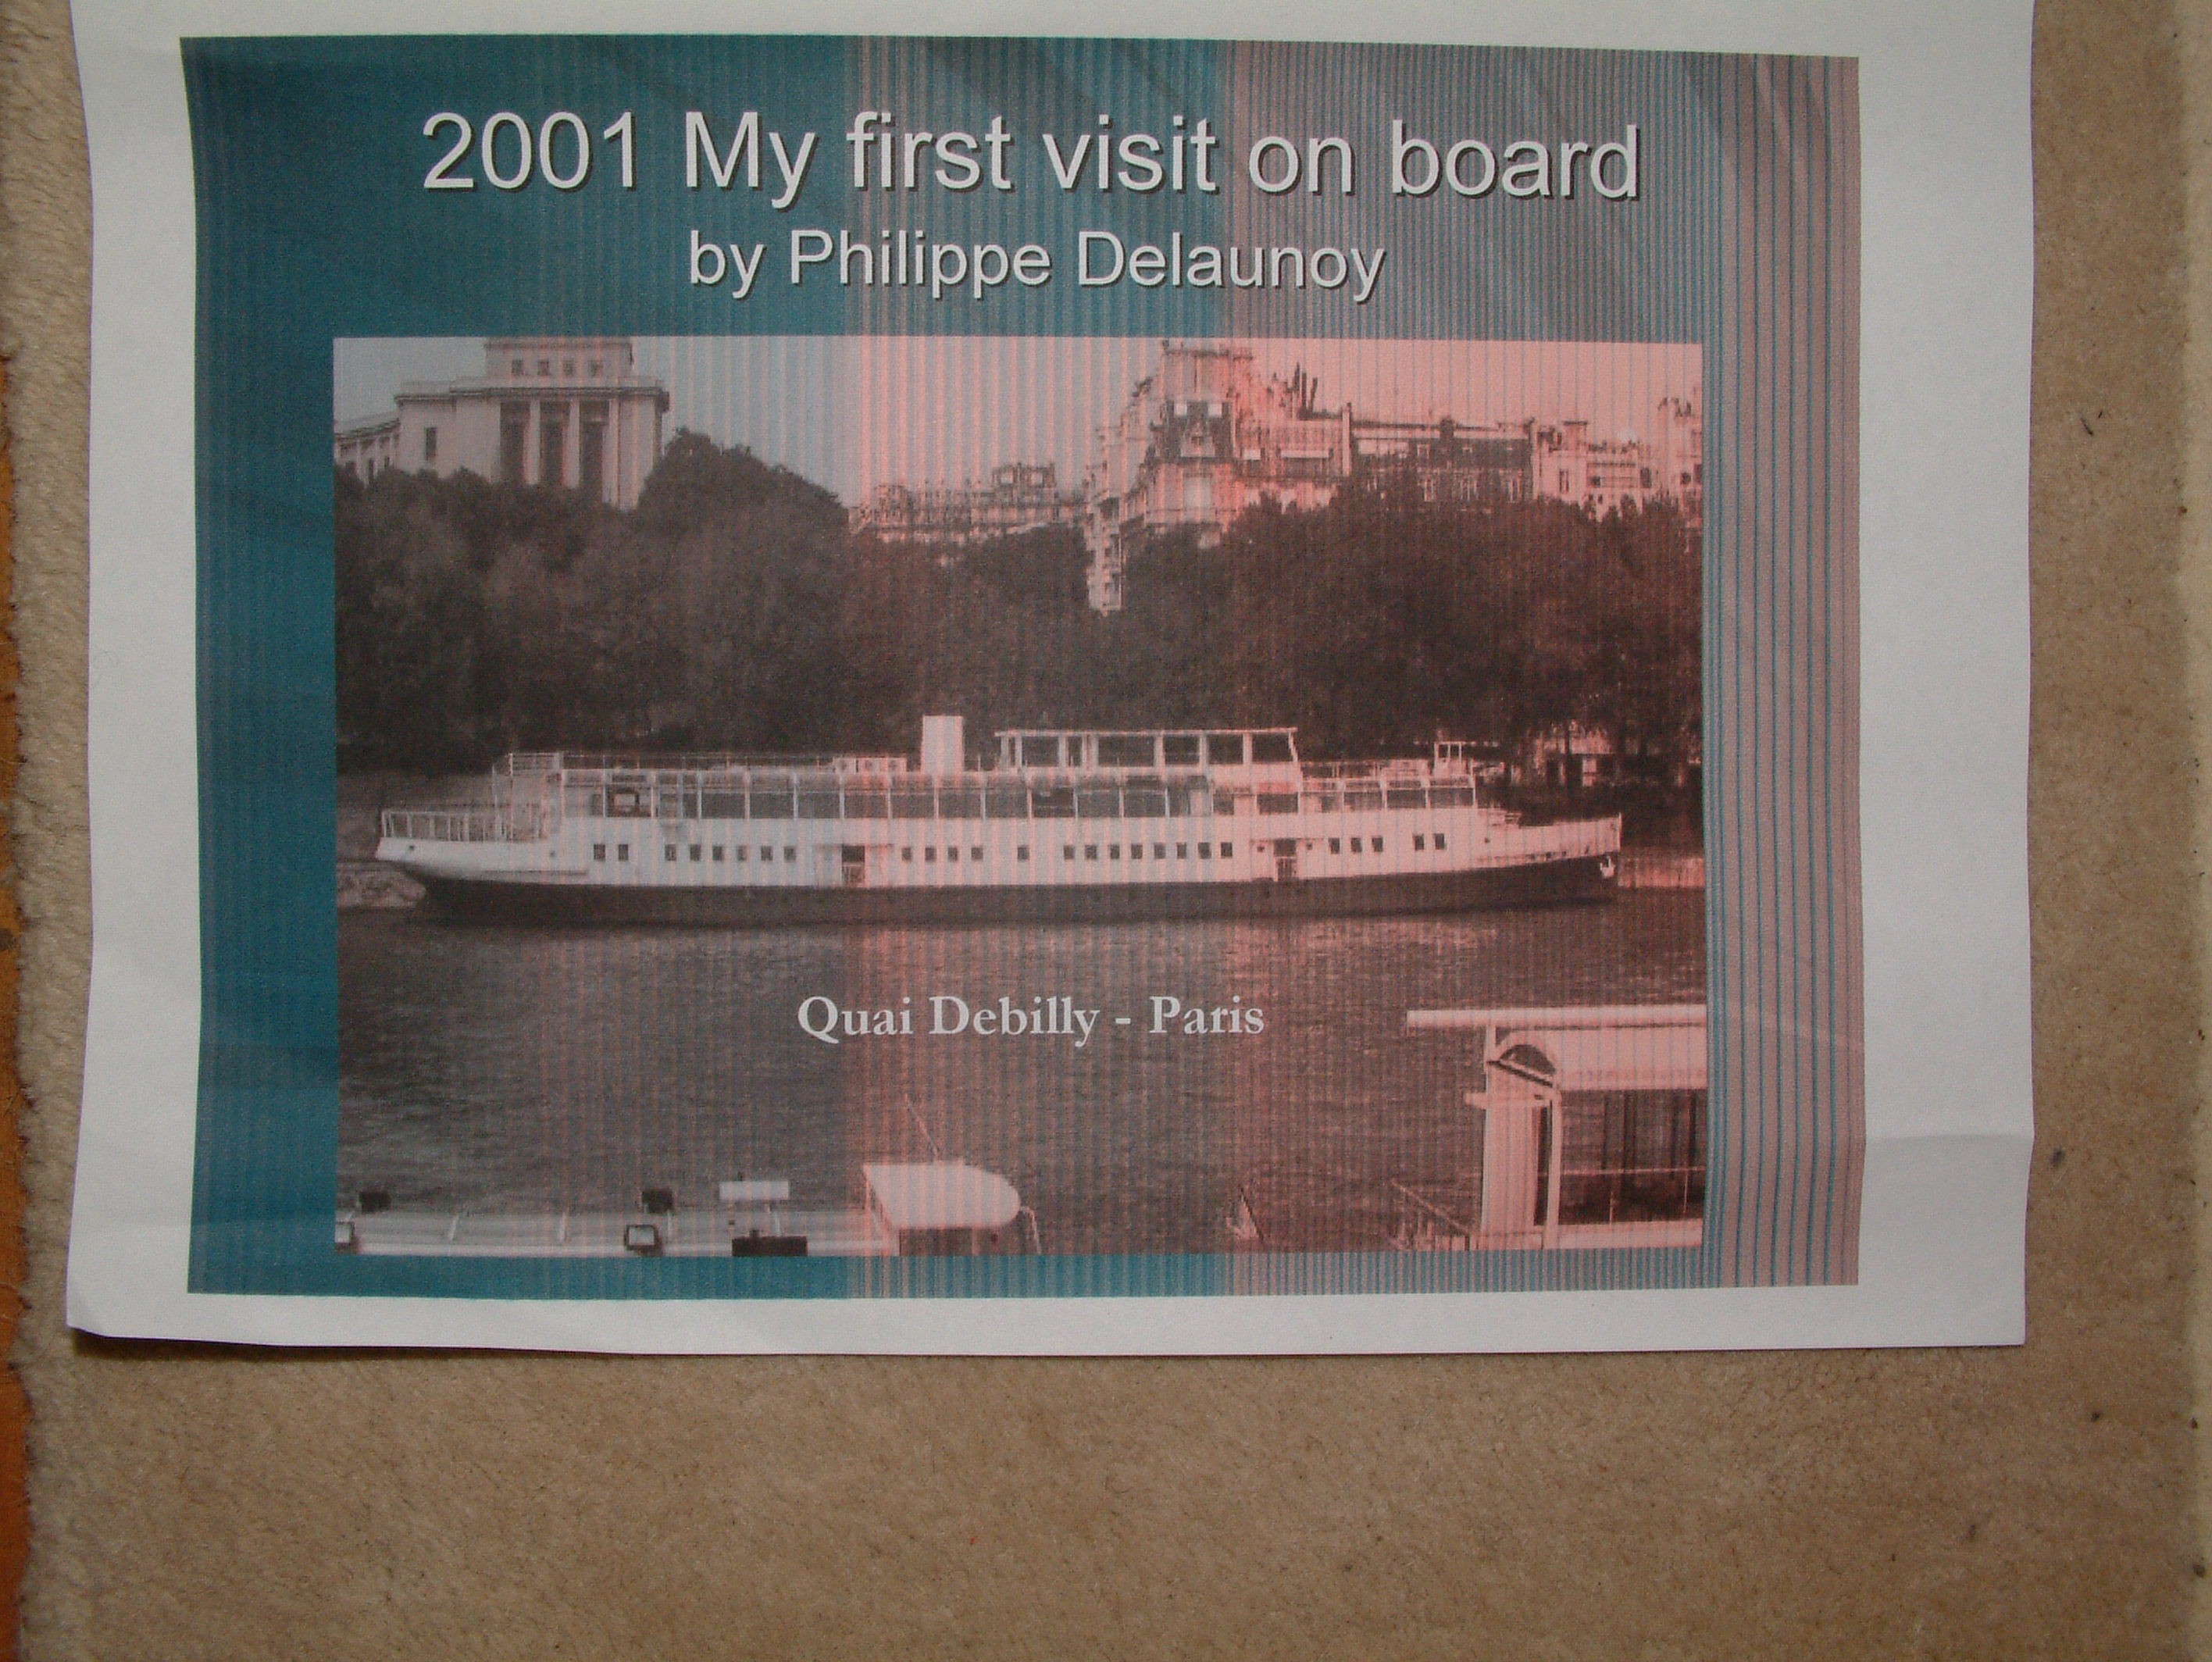 2001 My first visit on board
by Philippe Delaunoy
Quai Debilly - Paris